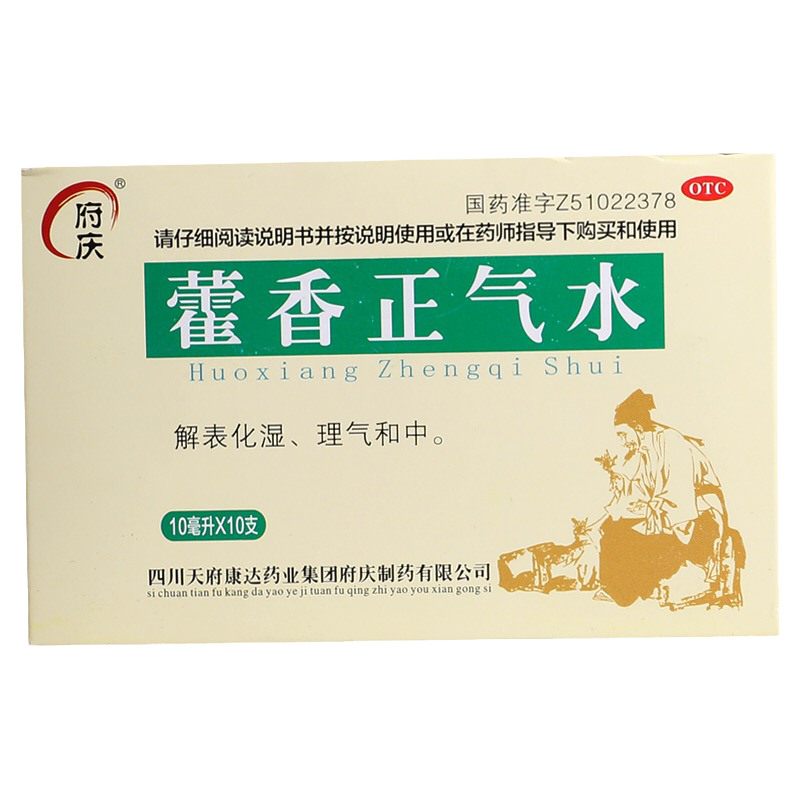 府庆
®
国药准字Z51022378
OTC
请仔细阅读说明书并按说明使用或在药师指导下购买和使用
藿香正气水
Huoxiang Zhengqi Shui
解表化湿、理气和中。
10毫升X10支
四川天府康达药业集团府庆制药有限公司
si chuan tian fu kang da yao ye ji tuan fu qing zhi yao you xian gong si